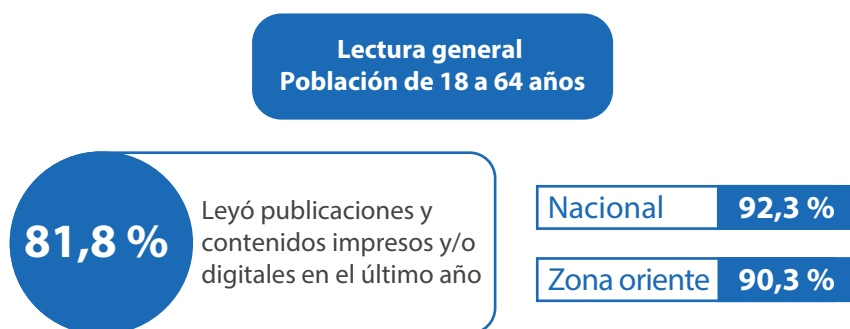 Lectura general
Población de 18 a 64 años
81,8 %
Leyó publicaciones y
contenidos impresos y/o
digitales en el último año
Nacional 92,3 %
Zona oriente 90,3 %